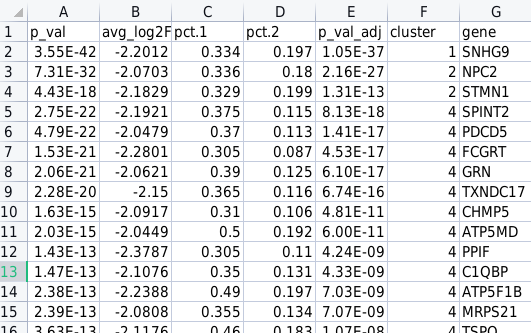 A B C D E F G
1 p_val avg_log2F pct.1 pct.2 p_val_adj cluster gene
2 3.55E-42 -2.2012 0.334 0.197 1.05E-37 1 SNHG9
3 7.31E-32 -2.0703 0.336 0.18 2.16E-27 2 NPC2
4 4.43E-18 -2.1829 0.329 0.199 1.31E-13 2 STMN1
5 2.75E-22 -2.1921 0.375 0.115 8.13E-18 4 SPINT2
6 4.79E-22 -2.0479 0.37 0.113 1.41E-17 4 PDCD5
7 1.53E-21 -2.2801 0.305 0.087 4.53E-17 4 FCGRT
8 2.06E-21 -2.0621 0.39 0.125 6.10E-17 4 GRN
9 2.28E-20 -2.15 0.365 0.116 6.74E-16 4 TXNDC17
10 1.63E-15 -2.0917 0.31 0.106 4.81E-11 4 CHMP5
11 2.03E-15 -2.0449 0.5 0.192 6.00E-11 4 ATP5MD
12 1.43E-13 -2.3787 0.305 0.11 4.24E-09 4 PPIF
13 1.47E-13 -2.1076 0.35 0.131 4.33E-09 4 C1QBP
14 2.38E-13 -2.2388 0.49 0.197 7.03E-09 4 ATP5F1B
15 2.39E-13 -2.0808 0.355 0.134 7.07E-09 4 MRPS21
16 3.63E-13 -2.1176 0.46 0.183 1.07E-08 4 TSPO